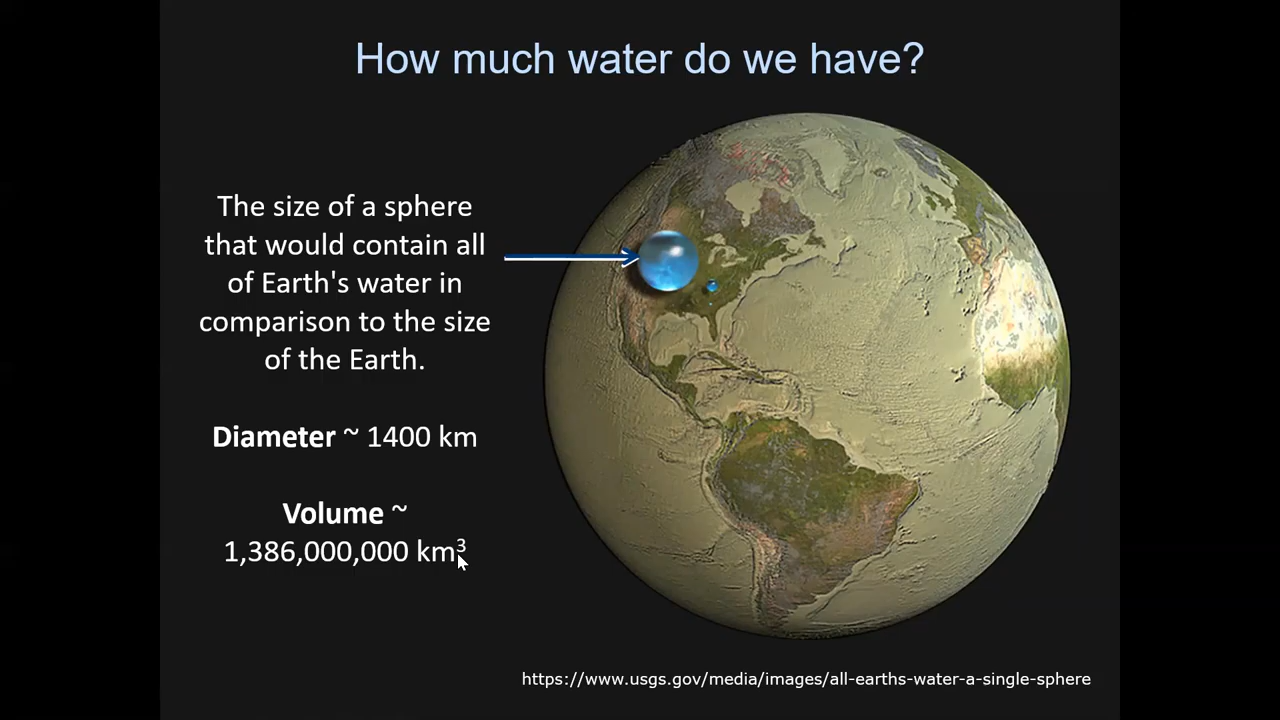 How much water do we have?
The size of a sphere
that would contain all
of Earth's water in
comparison to the size
of the Earth.
Diameter ~ 1400 km
Volume ~
1,386,000,000 km³
https://www.usgs.gov/media/images/all-earths-water-a-single-sphere